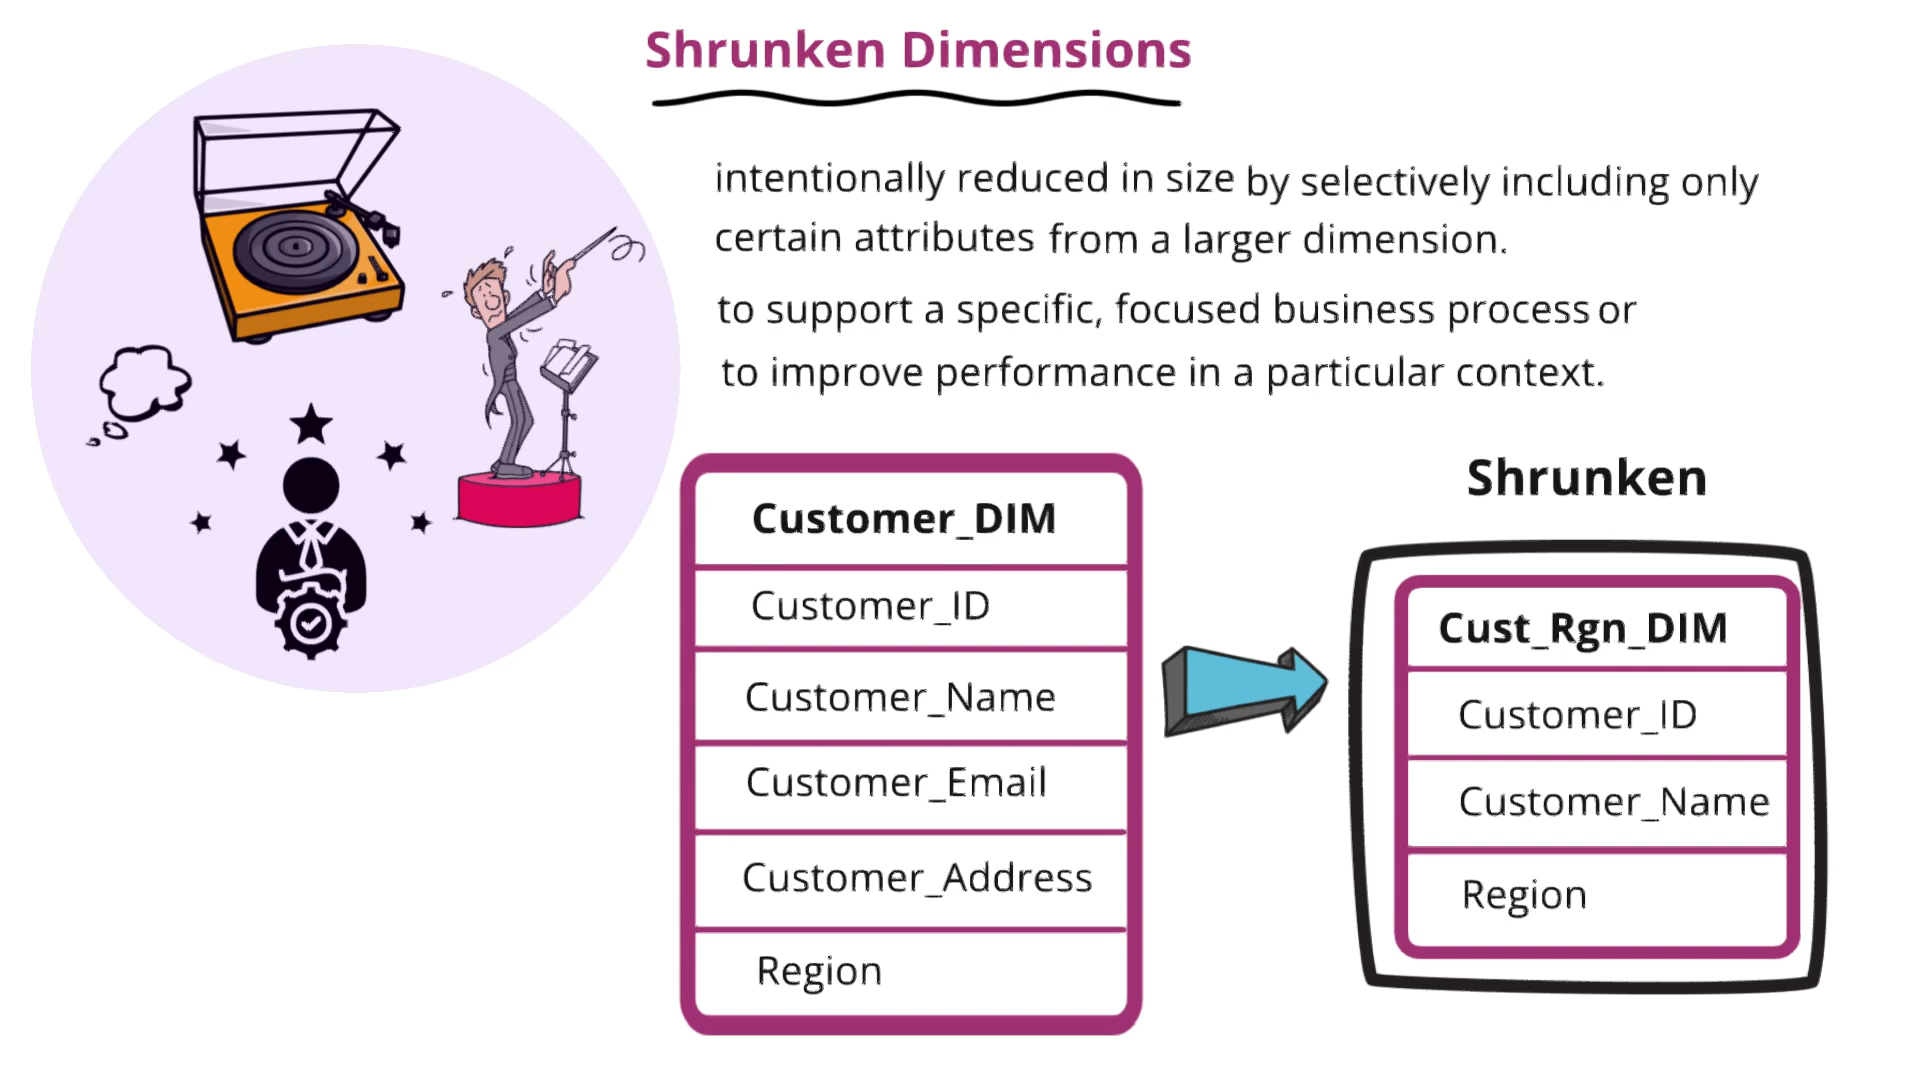 Shrunken Dimensions
intentionally reduced in size by selectively including only
certain attributes from a larger dimension.
to support a specific, focused business process or
to improve performance in a particular context.
Customer_DIM
Customer_ID
Customer_Name
Customer_Email
Customer_Address
Region
Shrunken
Cust_Rgn_DIM
Customer_ID
Customer_Name
Region